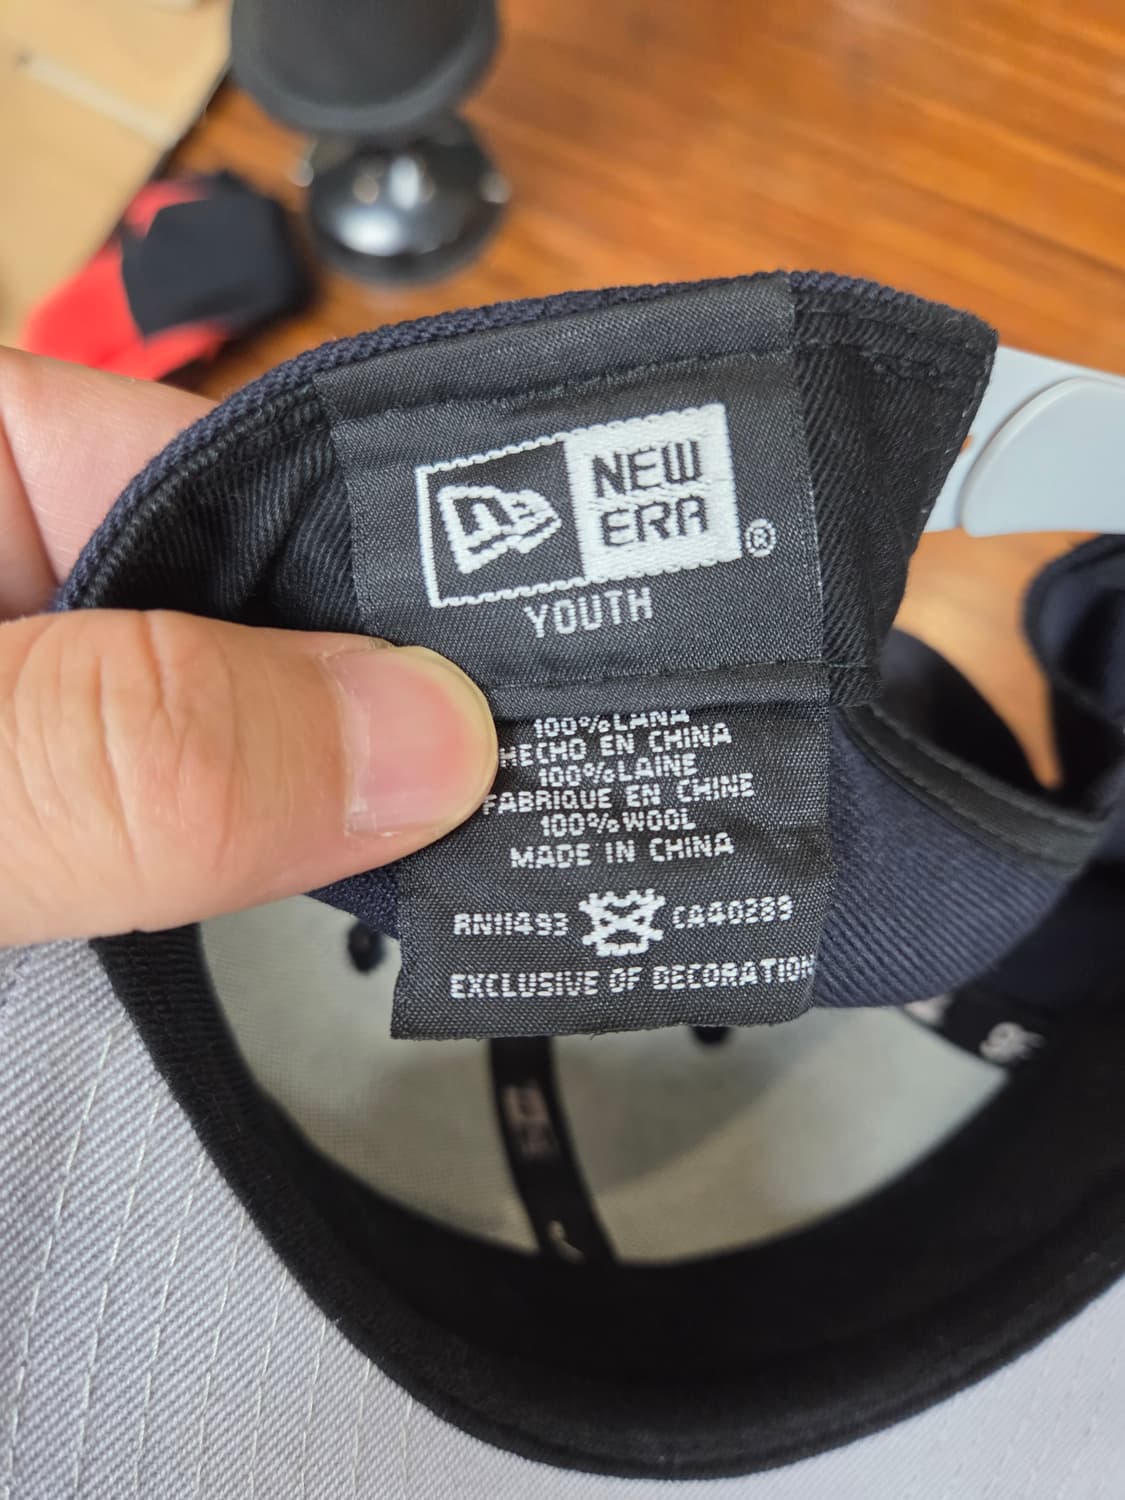 NEW
ERA
®
YOUTH
100%LANA
HECHO EN CHINA
100%LAINE
FABRIQUE EN CHINE
100%WOOL
MADE IN CHINA
RN11493 CA40289
EXCLUSIVE OF DECORATION